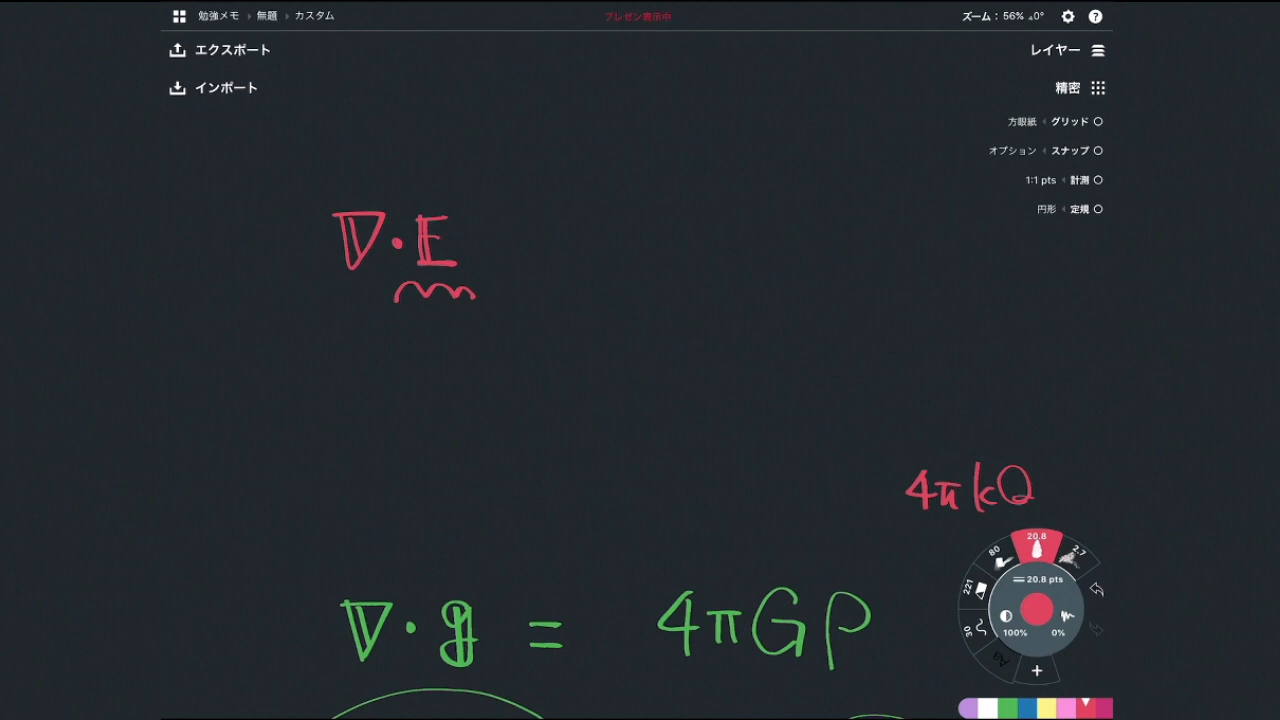 勉強メモ 無題 カスタム
プレゼン表示中
ズーム : 56% 0°
エクスポート
レイヤー
インポート
精密
方眼紙 グリッド
オプション スナップ
1:1 pts 計測
円形 定規
∇·E
4πkQ
20.8
80
2.7
221
20.8 pts
30
100%
0%
Aa
+
∇·g = 4πGρ